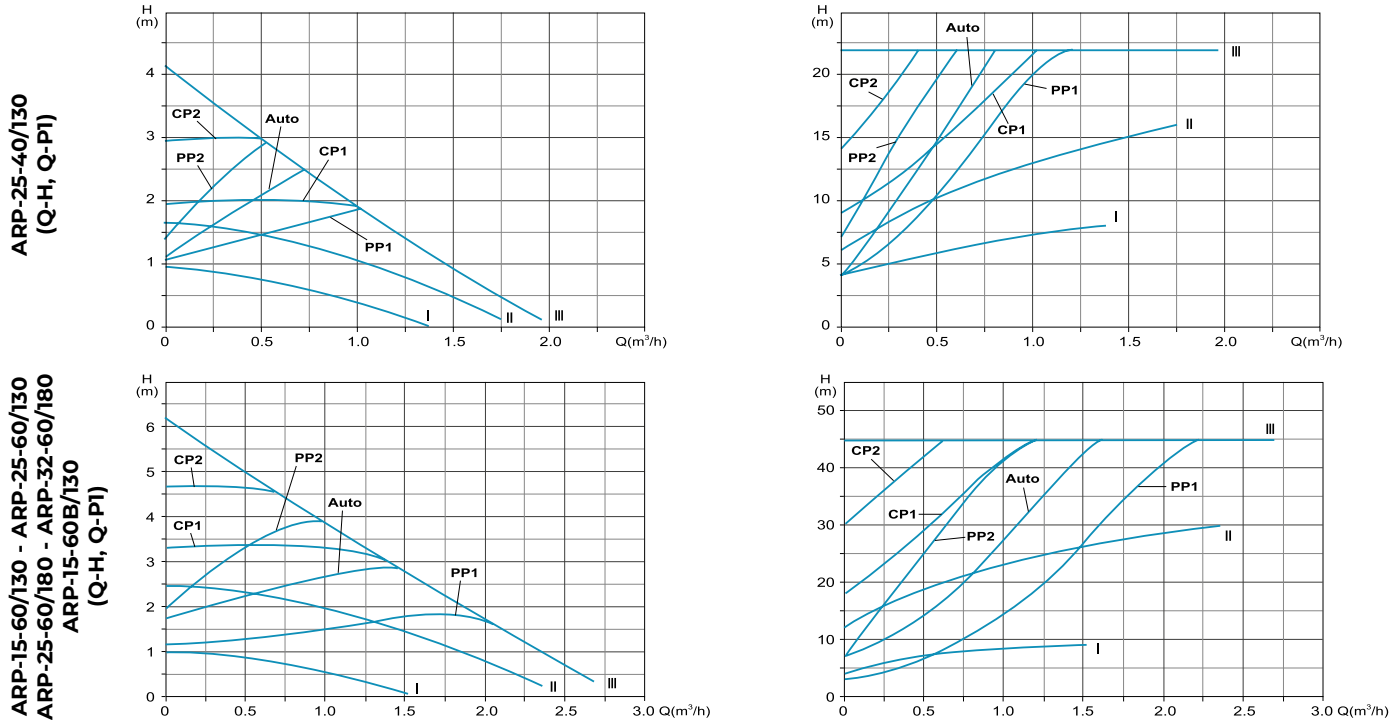 ARP-25-40/130
(Q-H, Q-P1)
H
(m)
4
3
2
1
0
0
0.5
1.0
1.5
2.0
Q(m³/h)
CP2
Auto
PP2
CP1
PP1
I
II
III
H
(m)
20
15
10
5
0
0
0.5
1.0
1.5
2.0
Q(m³/h)
Auto
III
CP2
PP1
CP1
II
PP2
I
ARP-15-60/130 - ARP-25-60/130
ARP-25-60/180 - ARP-32-60/180
ARP-15-60B/130
(Q-H, Q-P1)
H
(m)
6
5
4
3
2
1
0
0
0.5
1.0
1.5
2.0
2.5
3.0
Q(m³/h)
CP2
PP2
Auto
CP1
PP1
I
II
III
H
(m)
50
40
30
20
10
0
0
0.5
1.0
1.5
2.0
2.5
3.0
Q(m³/h)
III
CP2
Auto
PP1
CP1
PP2
II
I